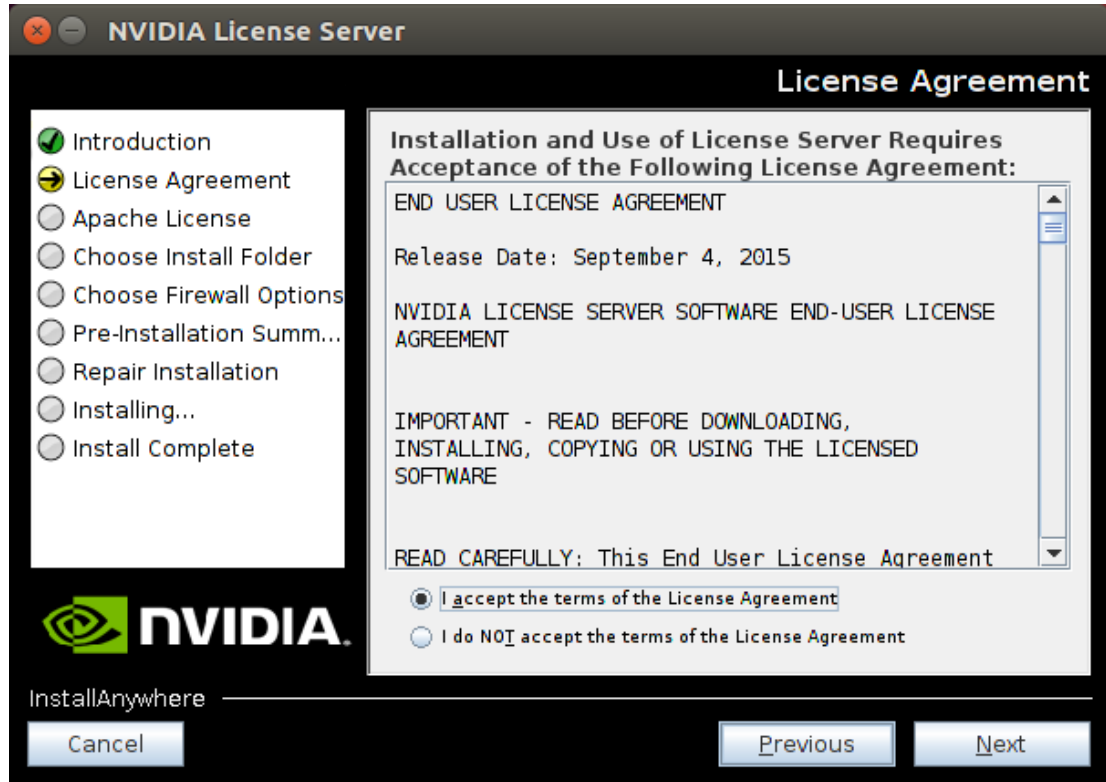 NVIDIA License Server
License Agreement
Introduction
License Agreement
Apache License
Choose Install Folder
Choose Firewall Options
Pre-Installation Summ...
Repair Installation
Installing...
Install Complete
Installation and Use of License Server Requires
Acceptance of the Following License Agreement:
END USER LICENSE AGREEMENT
Release Date: September 4, 2015
NVIDIA LICENSE SERVER SOFTWARE END-USER LICENSE
AGREEMENT
IMPORTANT - READ BEFORE DOWNLOADING,
INSTALLING, COPYING OR USING THE LICENSED
SOFTWARE
READ CAREFULLY: This End User License Agreement
I accept the terms of the License Agreement
I do NOT accept the terms of the License Agreement
NVIDIA.
InstallAnywhere
Cancel
Previous
Next